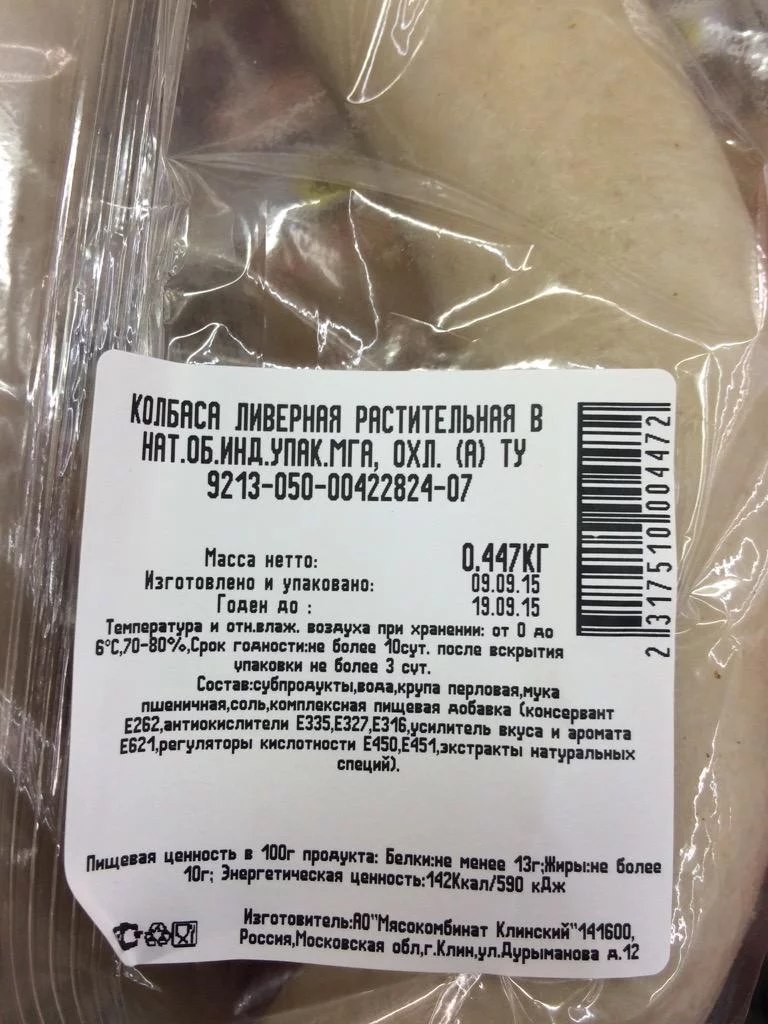 КОЛБАСА ЛИВЕРНАЯ РАСТИТЕЛЬНАЯ В
НАТ.ОБ.ИНД.УПАК.МГА, ОХЛ. (А) ТУ
9213-050-00422824-07
Масса нетто: 0.447КГ
Изготовлено и упаковано: 09.09.15
Годен до : 19.09.15
Температура и отн.влаж. воздуха при хранении: от 0 до
6°С,70-80%,Срок годности:не более 10сут. после вскрытия
упаковки не более 3 сут.
Состав:субпродукты,вода,крупа перловая,мука
пшеничная,соль,комплексная пищевая добавка (консервант
Е262,антиокислители Е335,Е327,Е316,усилитель вкуса и аромата
Е621,регуляторы кислотности Е450,Е451,экстракты натуральных
специй).
Пищевая ценность в 100г продукта: Белки:не менее 13г;Жиры:не более
10г; Энергетическая ценность:142Ккал/590 кДж
Изготовитель:АО"Мясокомбинат Клинский"141600,
Россия,Московская обл,г.Клин,ул.Дурыманова д.12
2317510004472